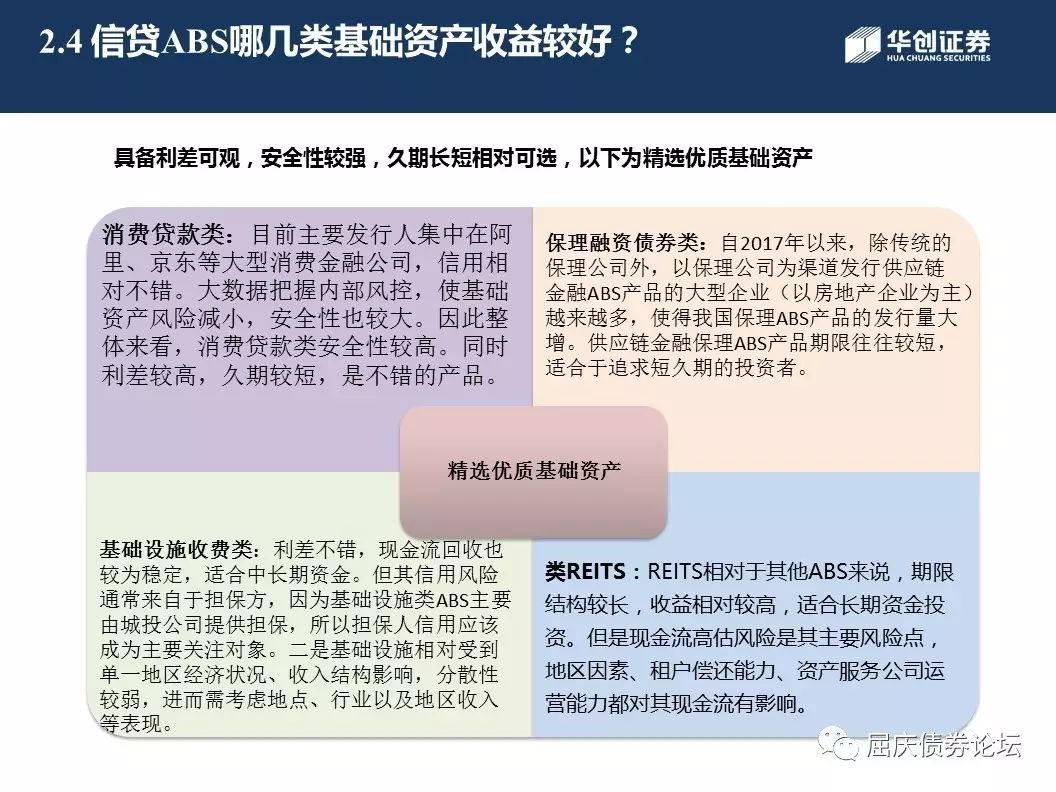 2.4 信贷ABS哪几类基础资产收益较好？
华创证券
HUA CHUANG SECURITIES
具备利差可观，安全性较强，久期长短相对可选，以下为精选优质基础资产
消费贷款类：目前主要发行人集中在阿
里、京东等大型消费金融公司，信用相
对不错。大数据把握内部风控，使基础
资产风险减小，安全性也较大。因此整
体来看，消费贷款类安全性较高。同时
利差较高，久期较短，是不错的产品。
保理融资债券类：自2017年以来，除传统的
保理公司外，以保理公司为渠道发行供应链
金融ABS产品的大型企业（以房地产企业为主）
越来越多，使得我国保理ABS产品的发行量大
增。供应链金融保理ABS产品期限往往较短，
适合于追求短久期的投资者。
精选优质基础资产
基础设施收费类：利差不错，现金流回收也
较为稳定，适合中长期资金。但其信用风险
通常来自于担保方，因为基础设施类ABS主要
由城投公司提供担保，所以担保人信用应该
成为主要关注对象。二是基础设施相对受到
单一地区经济状况、收入结构影响，分散性
较弱，进而需考虑地点、行业以及地区收入
等表现。
类REITS：REITS相对于其他ABS来说，期限
结构较长，收益相对较高，适合长期资金投
资。但是现金流高估风险是其主要风险点，
地区因素、租户偿还能力、资产服务公司运
营能力都对其现金流有影响。
屈庆债券论坛